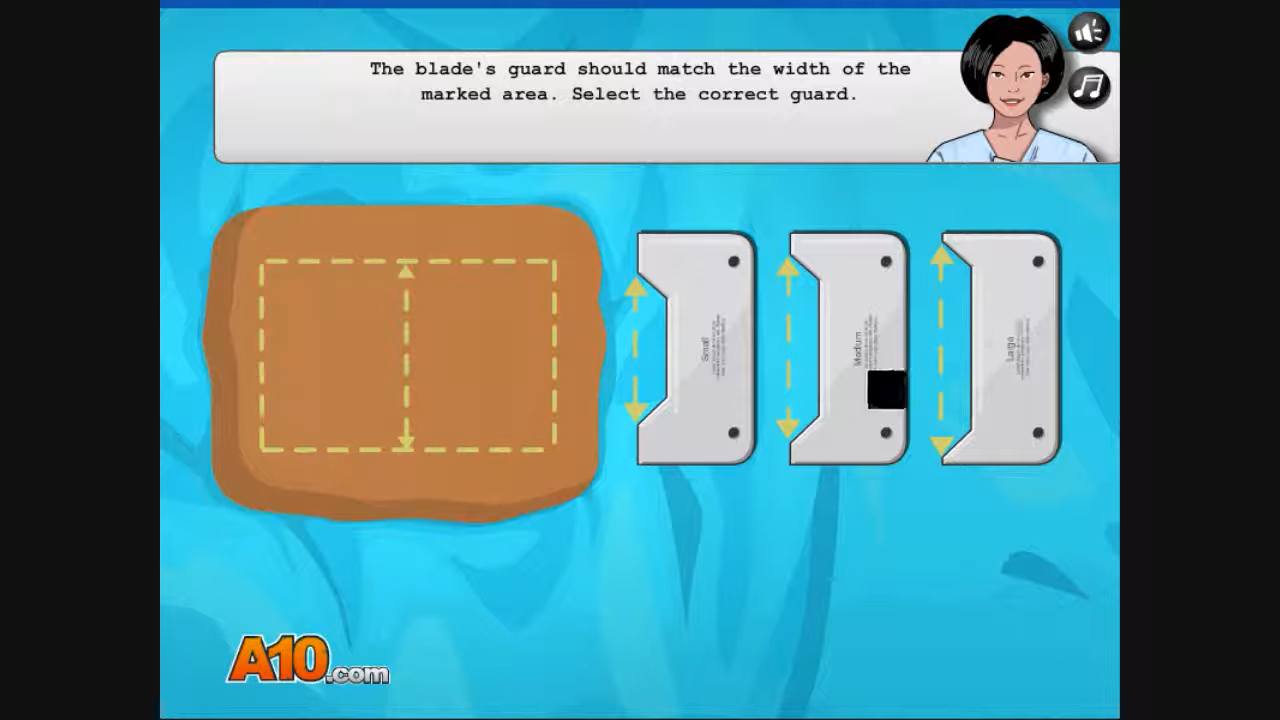 The blade's guard should match the width of the
marked area. Select the correct guard.
Small
Medium
Large
A10.com